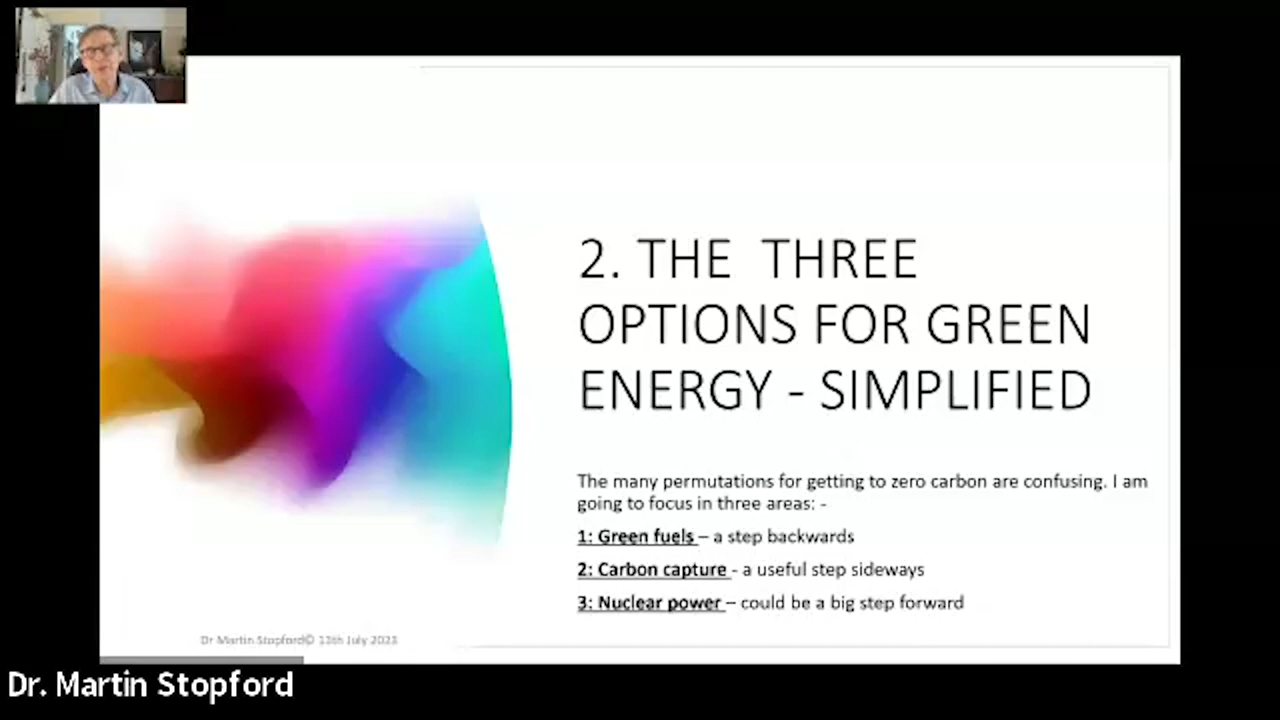 2. THE THREE
OPTIONS FOR GREEN
ENERGY - SIMPLIFIED
The many permutations for getting to zero carbon are confusing. I am
going to focus in three areas: -
1: Green fuels – a step backwards
2: Carbon capture - a useful step sideways
3: Nuclear power – could be a big step forward
Dr Martin Stopford© 13th July 2023
Dr. Martin Stopford